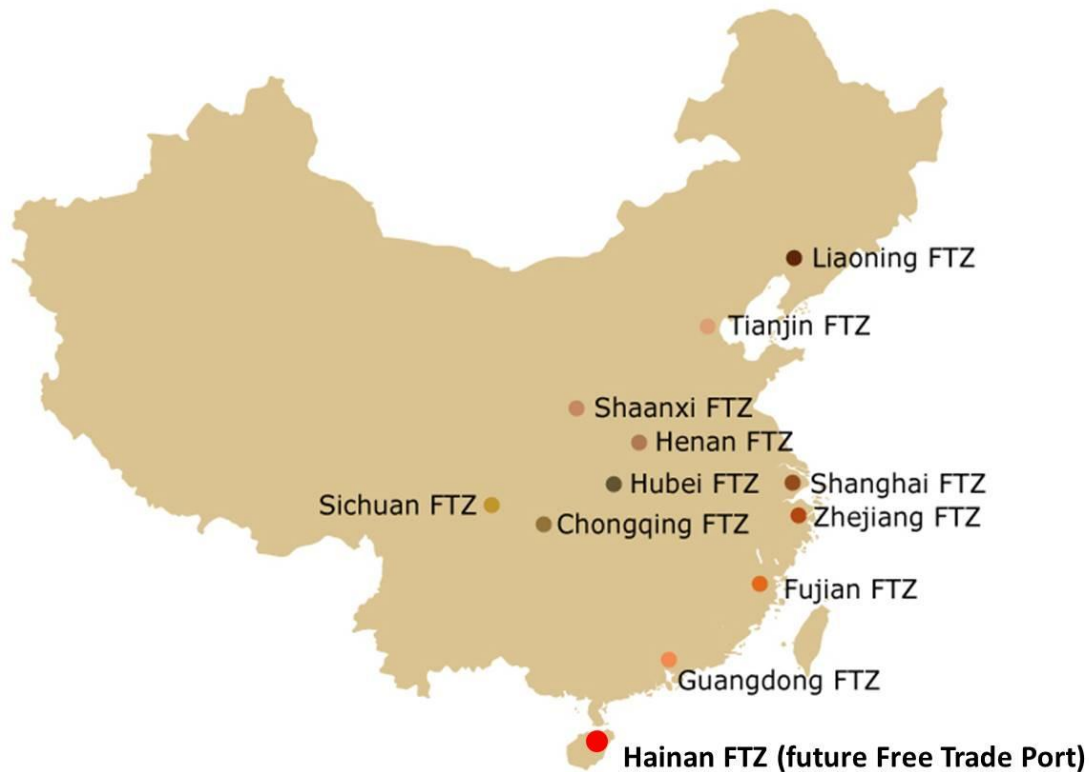 Liaoning FTZ
Tianjin FTZ
Shaanxi FTZ
Henan FTZ
Hubei FTZ
Shanghai FTZ
Sichuan FTZ
Chongqing FTZ
Zhejiang FTZ
Fujian FTZ
Guangdong FTZ
Hainan FTZ (future Free Trade Port)